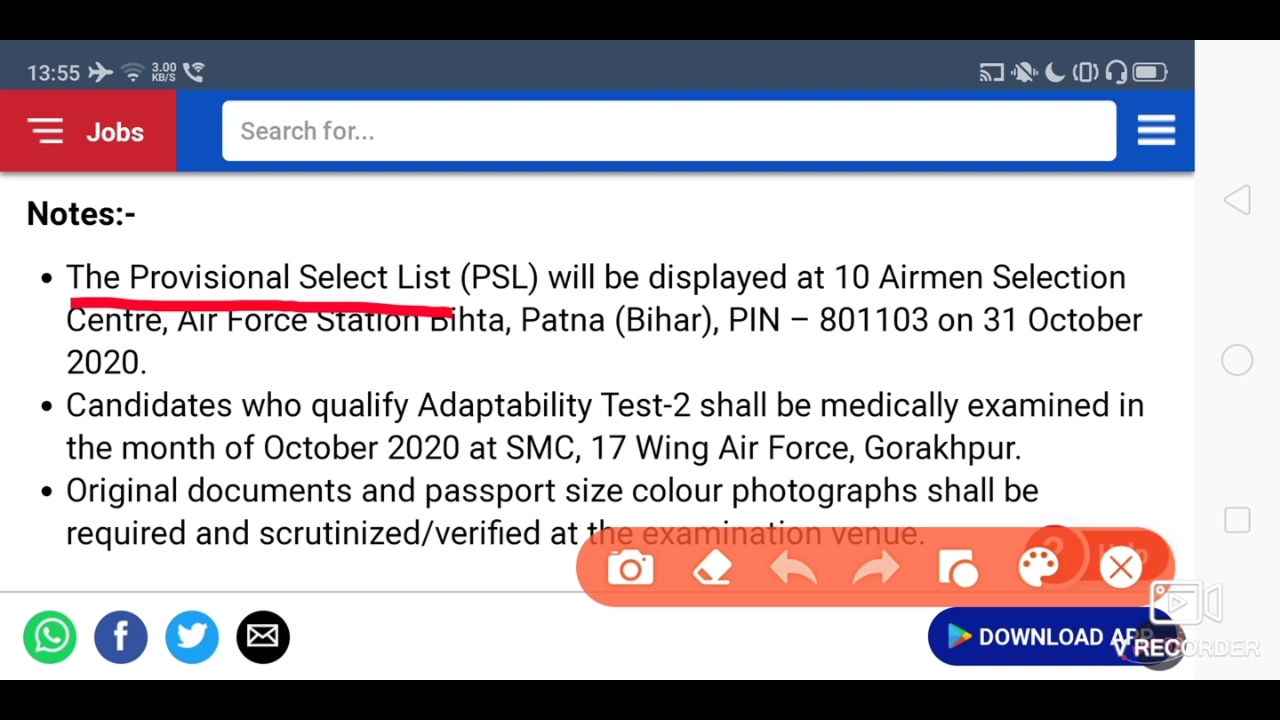 13:55 3.00 KB/S
Jobs Search for...
Notes:-
The Provisional Select List (PSL) will be displayed at 10 Airmen Selection
Centre, Air Force Station Bihta, Patna (Bihar), PIN – 801103 on 31 October
2020.
Candidates who qualify Adaptability Test-2 shall be medically examined in
the month of October 2020 at SMC, 17 Wing Air Force, Gorakhpur.
Original documents and passport size colour photographs shall be
required and scrutinized/verified at the examination venue.
? Help
DOWNLOAD APP
V RECORDER